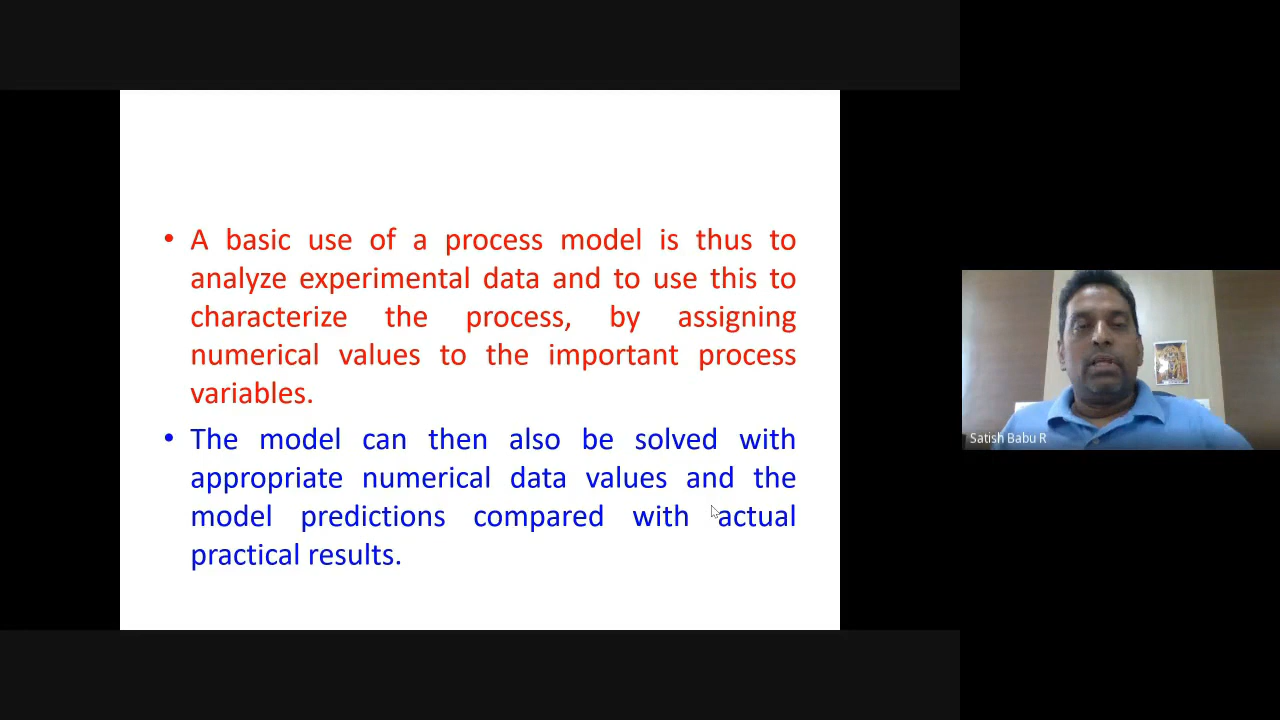 • A basic use of a process model is thus to
analyze experimental data and to use this to
characterize the process, by assigning
numerical values to the important process
variables.
• The model can then also be solved with
appropriate numerical data values and the
model predictions compared with actual
practical results.
Satish Babu R